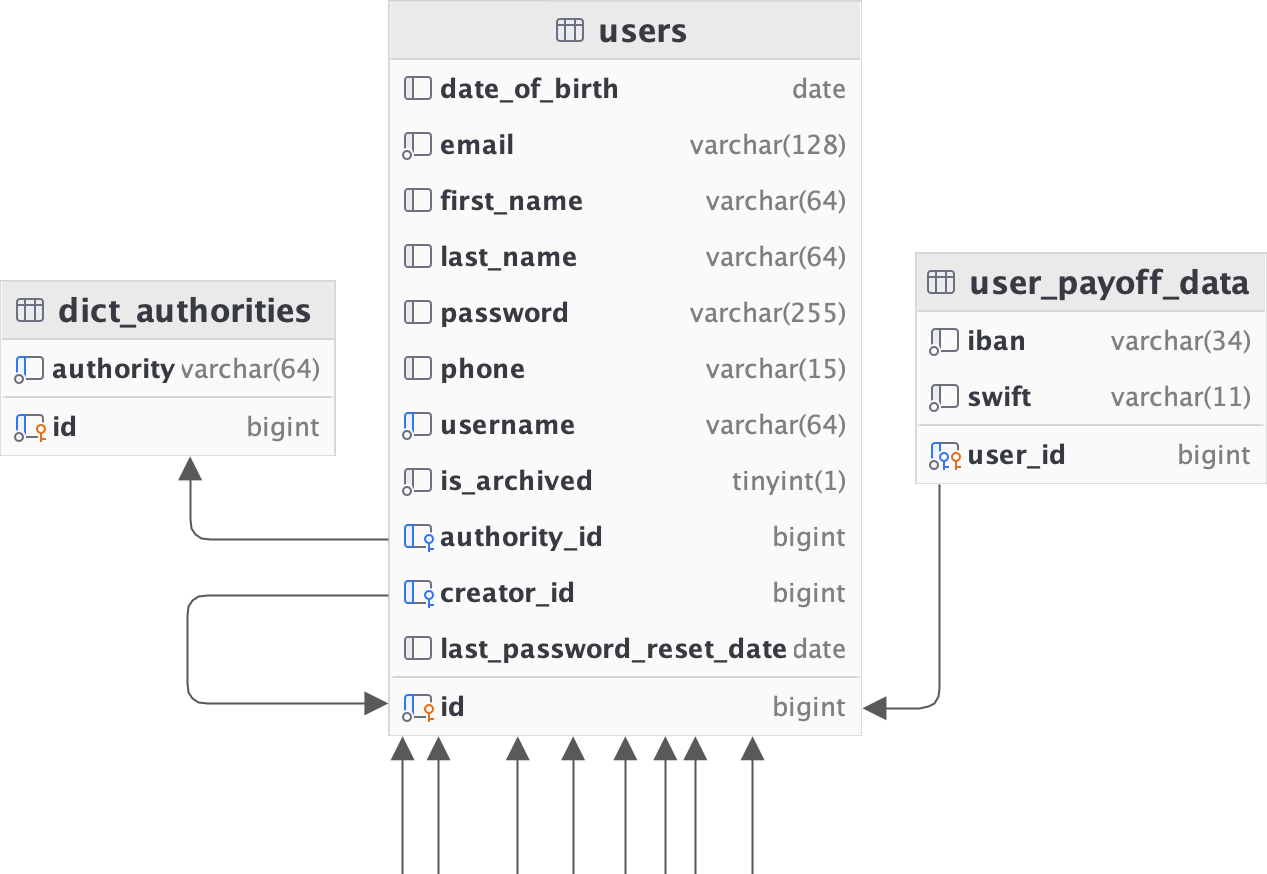 users
date_of_birth date
email varchar(128)
first_name varchar(64)
last_name varchar(64)
password varchar(255)
phone varchar(15)
username varchar(64)
is_archived tinyint(1)
authority_id bigint
creator_id bigint
last_password_reset_date date
id bigint
dict_authorities
authority varchar(64)
id bigint
user_payoff_data
iban varchar(34)
swift varchar(11)
user_id bigint